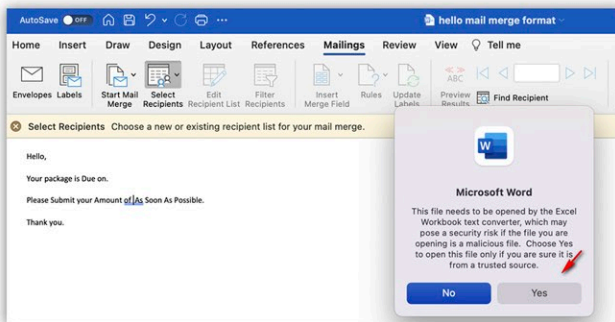 AutoSave OFF
hello mail merge format
Home Insert Draw Design Layout References Mailings Review View Tell me
Envelopes Labels Start Mail Merge Select Recipients Edit Recipient List Filter Recipients Insert Merge Field Rules Update Labels ABC Preview Results Find Recipient
Select Recipients Choose a new or existing recipient list for your mail merge.
Hello,
Your package is Due on.
Please Submit your Amount of As Soon As Possible.
Thank you.
W
Microsoft Word
This file needs to be opened by the Excel
Workbook text converter, which may
pose a security risk if the file you are
opening is a malicious file. Choose Yes
to open this file only if you are sure it is
from a trusted source.
No Yes